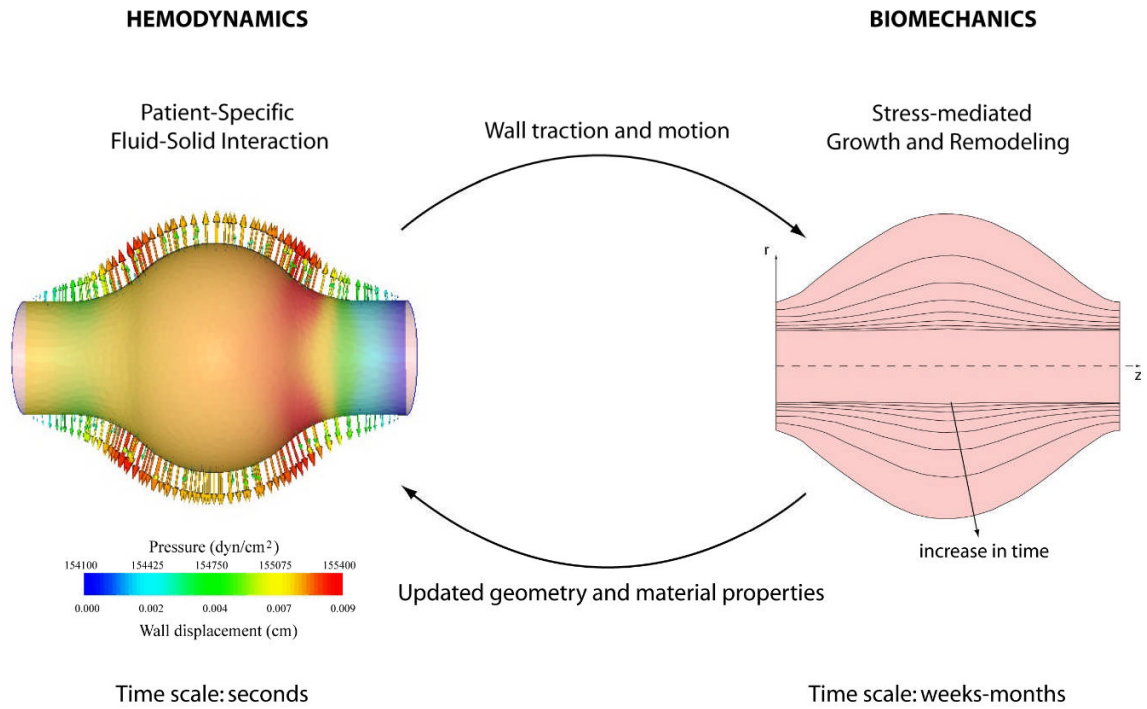 HEMODYNAMICS
BIOMECHANICS
Patient-Specific
Fluid-Solid Interaction
Wall traction and motion
Stress-mediated
Growth and Remodeling
r
z
increase in time
Pressure (dyn/cm²)
154100 154425 154750 155075 155400
0.000 0.002 0.004 0.007 0.009
Wall displacement (cm)
Updated geometry and material properties
Time scale: seconds
Time scale: weeks-months